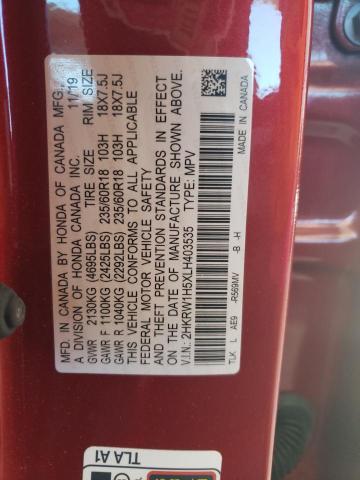 MFD. IN CANADA BY HONDA OF CANADA MFG.,
A DIVISION OF HONDA CANADA INC. 11/19
GVWR 2130KG (4695LBS) TIRE SIZE RIM SIZE
GAWR F 1100KG (2425LBS) 235/60R18 103H 18X7.5J
GAWR R 1040KG (2292LBS) 235/60R18 103H 18X7.5J
THIS VEHICLE CONFORMS TO ALL APPLICABLE
FEDERAL MOTOR VEHICLE SAFETY
AND THEFT PREVENTION STANDARDS IN EFFECT
ON THE DATE OF MANUFACTURE SHOWN ABOVE.
V.I.N.: 2HKRW1H5XLH403535 TYPE: MPV
TLK L AE9 -R569MV -B -H MADE IN CANADA
TLA A1